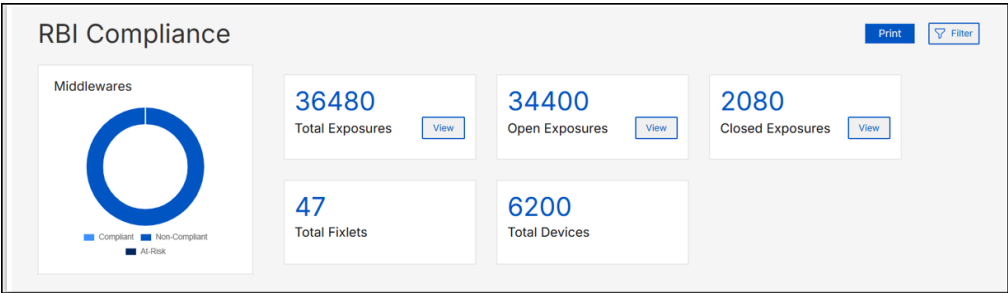 RBI Compliance
Print
Filter
Middlewares
Compliant
Non-Compliant
At-Risk
36480
Total Exposures
View
34400
Open Exposures
View
2080
Closed Exposures
View
47
Total Fixlets
6200
Total Devices